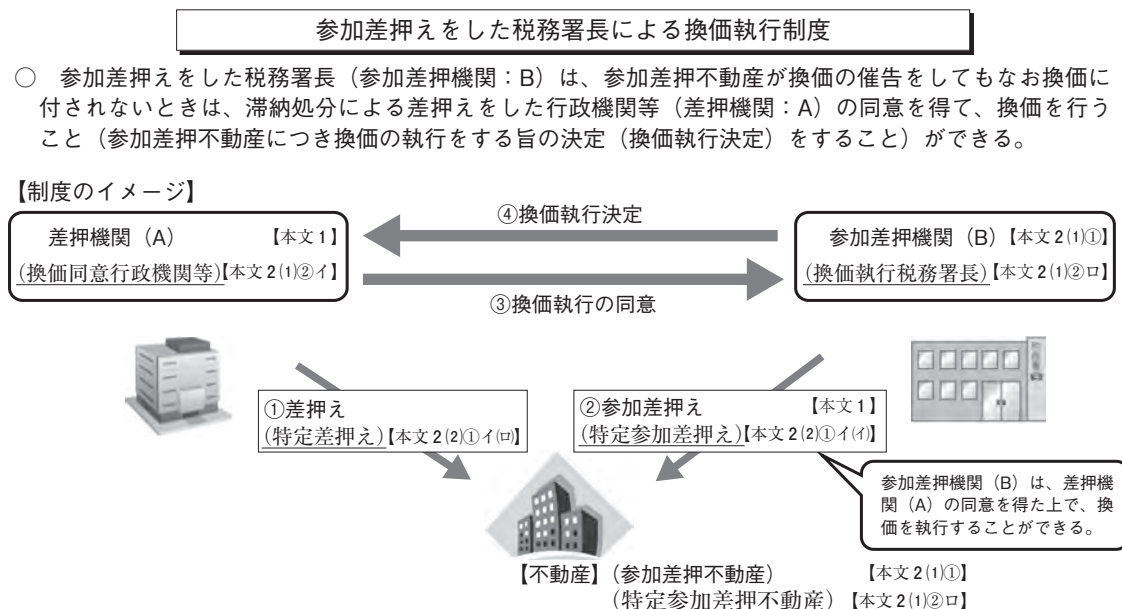 参加差押えをした税務署長による換価執行制度
○　参加差押えをした税務署長（参加差押機関：B）は、参加差押不動産が換価の催告をしてもなお換価に
付されないときは、滞納処分による差押えをした行政機関等（差押機関：A）の同意を得て、換価を行う
こと（参加差押不動産につき換価の執行をする旨の決定（換価執行決定）をすること）ができる。
【制度のイメージ】
④換価執行決定
差押機関（A）　【本文1】
(換価同意行政機関等)【本文2(1)②イ】
参加差押機関（B）【本文2(1)①】
(換価執行税務署長)【本文2(1)②ロ】
③換価執行の同意
①差押え
(特定差押え)【本文2(2)①イ(ロ)】
②参加差押え　【本文1】
(特定参加差押え)【本文2(2)①イ(イ)】
参加差押機関（B）は、差押機
関（A）の同意を得た上で、換
価を執行することができる。
【不動産】（参加差押不動産）　【本文2(1)①】
（特定参加差押不動産）【本文2(1)②ロ】